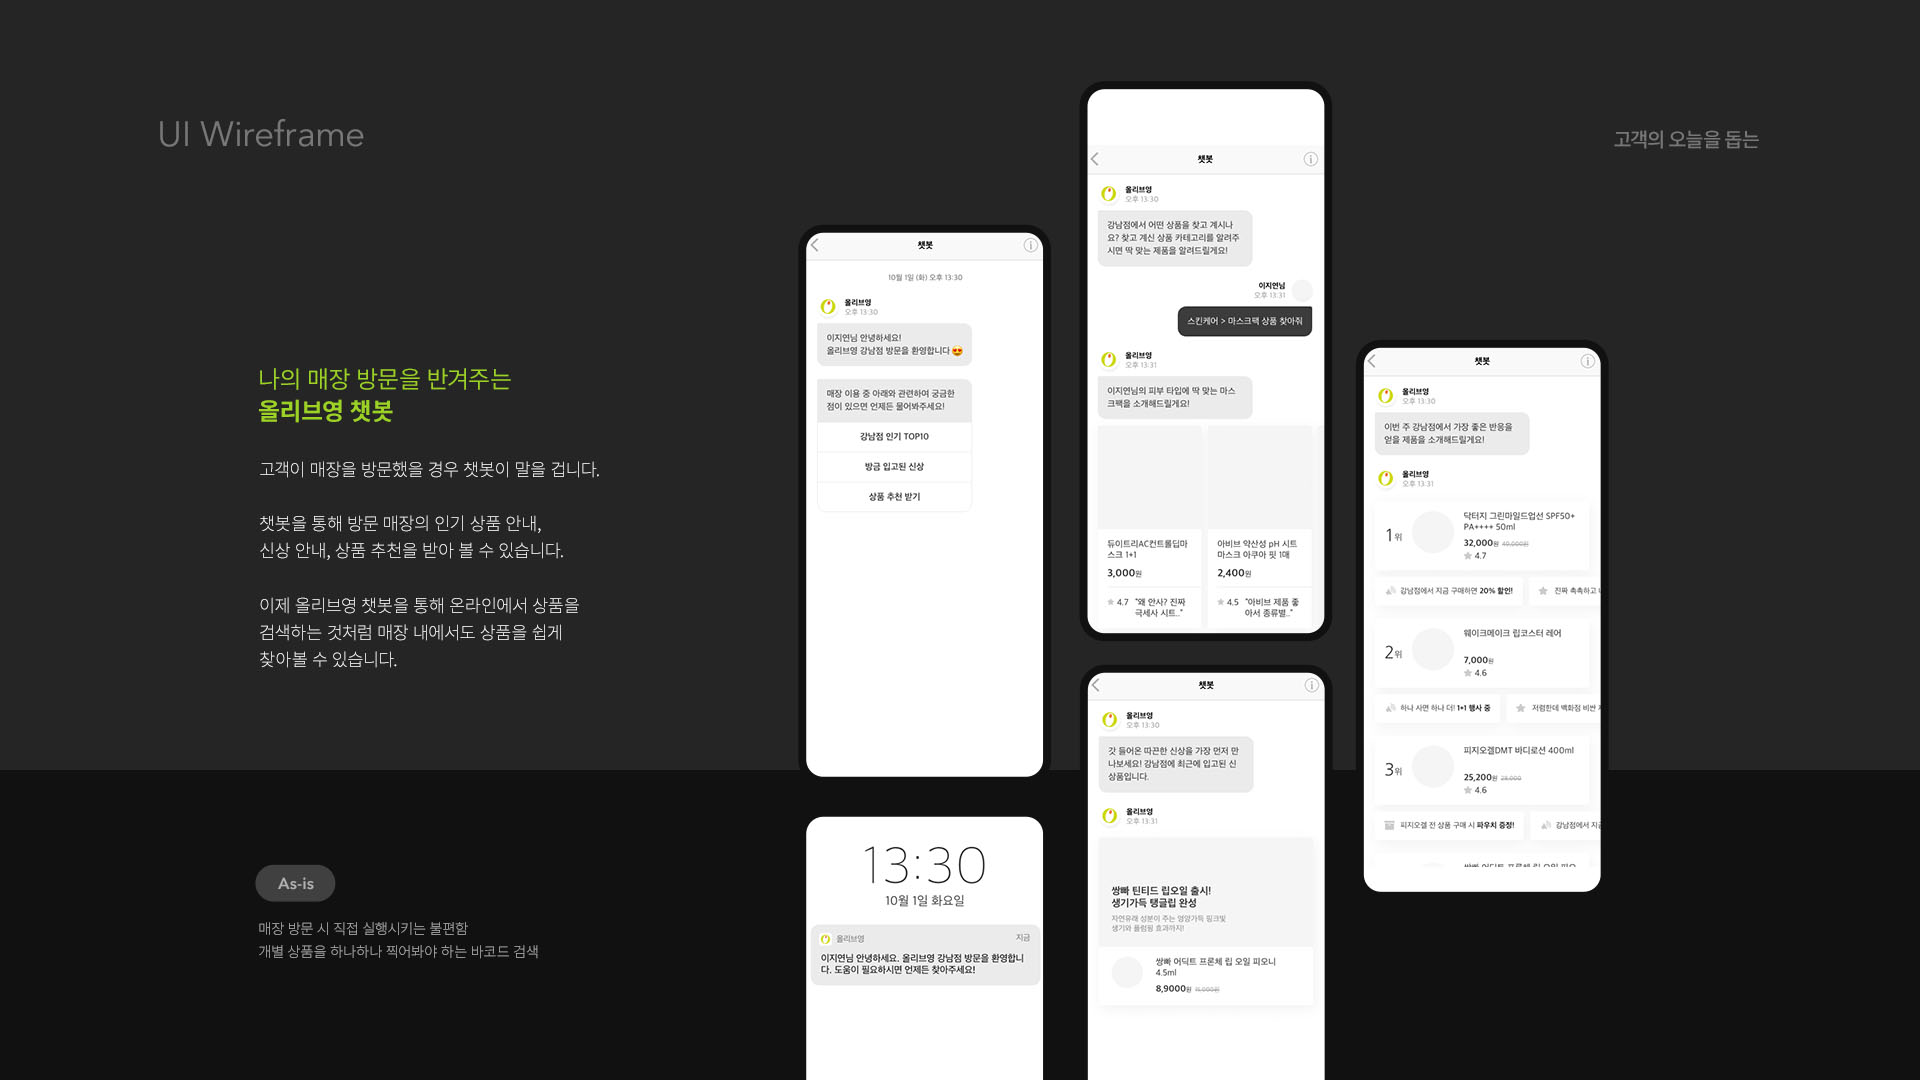 UI Wireframe
고객의 오늘을 돕는
나의 매장 방문을 반겨주는
올리브영 챗봇
고객이 매장을 방문했을 경우 챗봇이 말을 겁니다.
챗봇을 통해 방문 매장의 인기 상품 안내,
신상 안내, 상품 추천을 받아 볼 수 있습니다.
이제 올리브영 챗봇을 통해 온라인에서 상품을
검색하는 것처럼 매장 내에서도 상품을 쉽게
찾아볼 수 있습니다.
As-is
매장 방문 시 직접 실행시키는 불편함
개별 상품을 하나하나 찍어봐야 하는 바코드 검색
챗봇
10월 1일 (화) 오후 13:30
올리브영
오후 13:30
이지연님 안녕하세요!
올리브영 강남점 방문을 환영합니다 😍
매장 이용 중 아래와 관련하여 궁금한
점이 있으면 언제든 물어봐주세요!
강남점 인기 TOP10
방금 입고된 신상
상품 추천 받기
13:30
10월 1일 화요일
올리브영
지금
이지연님 안녕하세요. 올리브영 강남점 방문을 환영합니
다. 도움이 필요하시면 언제든 찾아주세요!
챗봇
올리브영
오후 13:30
강남점에서 어떤 상품을 찾고 계시나
요? 찾고 계신 상품 카테고리를 알려주
시면 딱 맞는 제품을 알려드릴게요!
이지연님
오후 13:31
스킨케어 > 마스크팩 상품 찾아줘
올리브영
오후 13:31
이지연님의 피부 타입에 딱 맞는 마스
크팩을 소개해드릴게요!
듀이트리AC컨트롤딥마
스크 1+1
3,000원
4.7 "왜 안사? 진짜
극세사 시트.."
아비브 약산성 pH 시트
마스크 아쿠아 핏 1매
2,400원
4.5 "아비브 제품 좋
아서 종류별.."
챗봇
올리브영
오후 13:30
갓 들어온 따끈한 신상을 가장 먼저 만
나보세요! 강남점에 최근에 입고된 신
상품입니다.
올리브영
오후 13:31
쌍빠 틴티드 립오일 출시!
생기가득 탱글립 완성
자연유래 성분이 주는 영양가득 핑크빛
생기와 플럼핑 효과까지!
쌍빠 어딕트 프론체 립 오일 피오니
4.5ml
8,9000원
챗봇
올리브영
오후 13:30
이번 주 강남점에서 가장 좋은 반응을
얻을 제품을 소개해드릴게요!
올리브영
오후 13:31
1위
닥터지 그린마일드업선 SPF50+
PA++++ 50ml
32,000원 40,000원
4.7
강남점에서 지금 구매하면 20% 할인!
진짜 촉촉하고
2위
웨이크메이크 립코스터 레어
7,000원
4.6
하나 사면 하나 더! 1+1 행사 중
저렴한데 백화점 비싼
3위
피지오겔DMT 바디로션 400ml
25,200원 28,000
4.6
피지오겔 전 상품 구매 시 파우치 증정!
강남점에서 지금